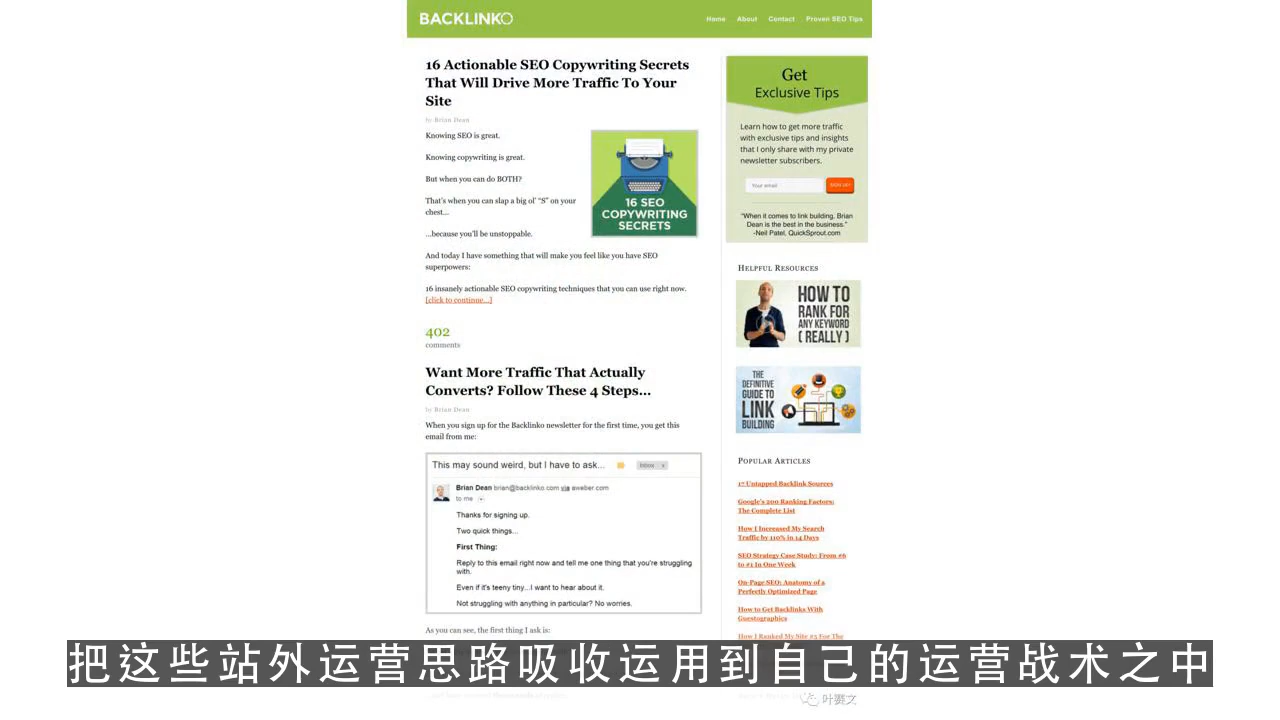 BACKLINKO
Home About Contact Proven SEO Tips
16 Actionable SEO Copywriting Secrets
That Will Drive More Traffic To Your
Site
by Brian Dean
Knowing SEO is great.
Knowing copywriting is great.
But when you can do BOTH?
That's when you can slap a big ol' “S” on your
chest...
...because you'll be unstoppable.
And today I have something that will make you feel like you have SEO
superpowers:
16 insanely actionable SEO copywriting techniques that you can use right now.
[click to continue...]
16 SEO
COPYWRITING
SECRETS
402
comments
Want More Traffic That Actually
Converts? Follow These 4 Steps...
by Brian Dean
When you sign up for the Backlinko newsletter for the first time, you get this
email from me:
This may sound weird, but I have to ask... Inbox x
Brian Dean brian@backlinko.com via aweber.com
to me
Thanks for signing up.
Two quick things...
First Thing:
Reply to this email right now and tell me one thing that you're struggling
with.
Even if it's teeny tiny...I want to hear about it.
Not struggling with anything in particular? No worries.
As you can see, the first thing I ask is:
Get
Exclusive Tips
Learn how to get more traffic
with exclusive tips and insights
that I only share with my private
newsletter subscribers.
Your email SIGN UP!
“When it comes to link building, Brian
Dean is the best in the business.”
-Neil Patel, QuickSprout.com
HELPFUL RESOURCES
HOW TO
RANK FOR
ANY KEYWORD
( REALLY )
THE
DEFINITIVE
GUIDE TO
LINK
BUILDING
POPULAR ARTICLES
17 Untapped Backlink Sources
Google's 200 Ranking Factors:
The Complete List
How I Increased My Search
Traffic by 110% in 14 Days
SEO Strategy Case Study: From #6
to #1 In One Week
On-Page SEO: Anatomy of a
Perfectly Optimized Page
How to Get Backlinks With
Guestographics
How I Ranked My Site #3 For The
把这些站外运营思路吸收运用到自己的运营战术之中
叶赛文